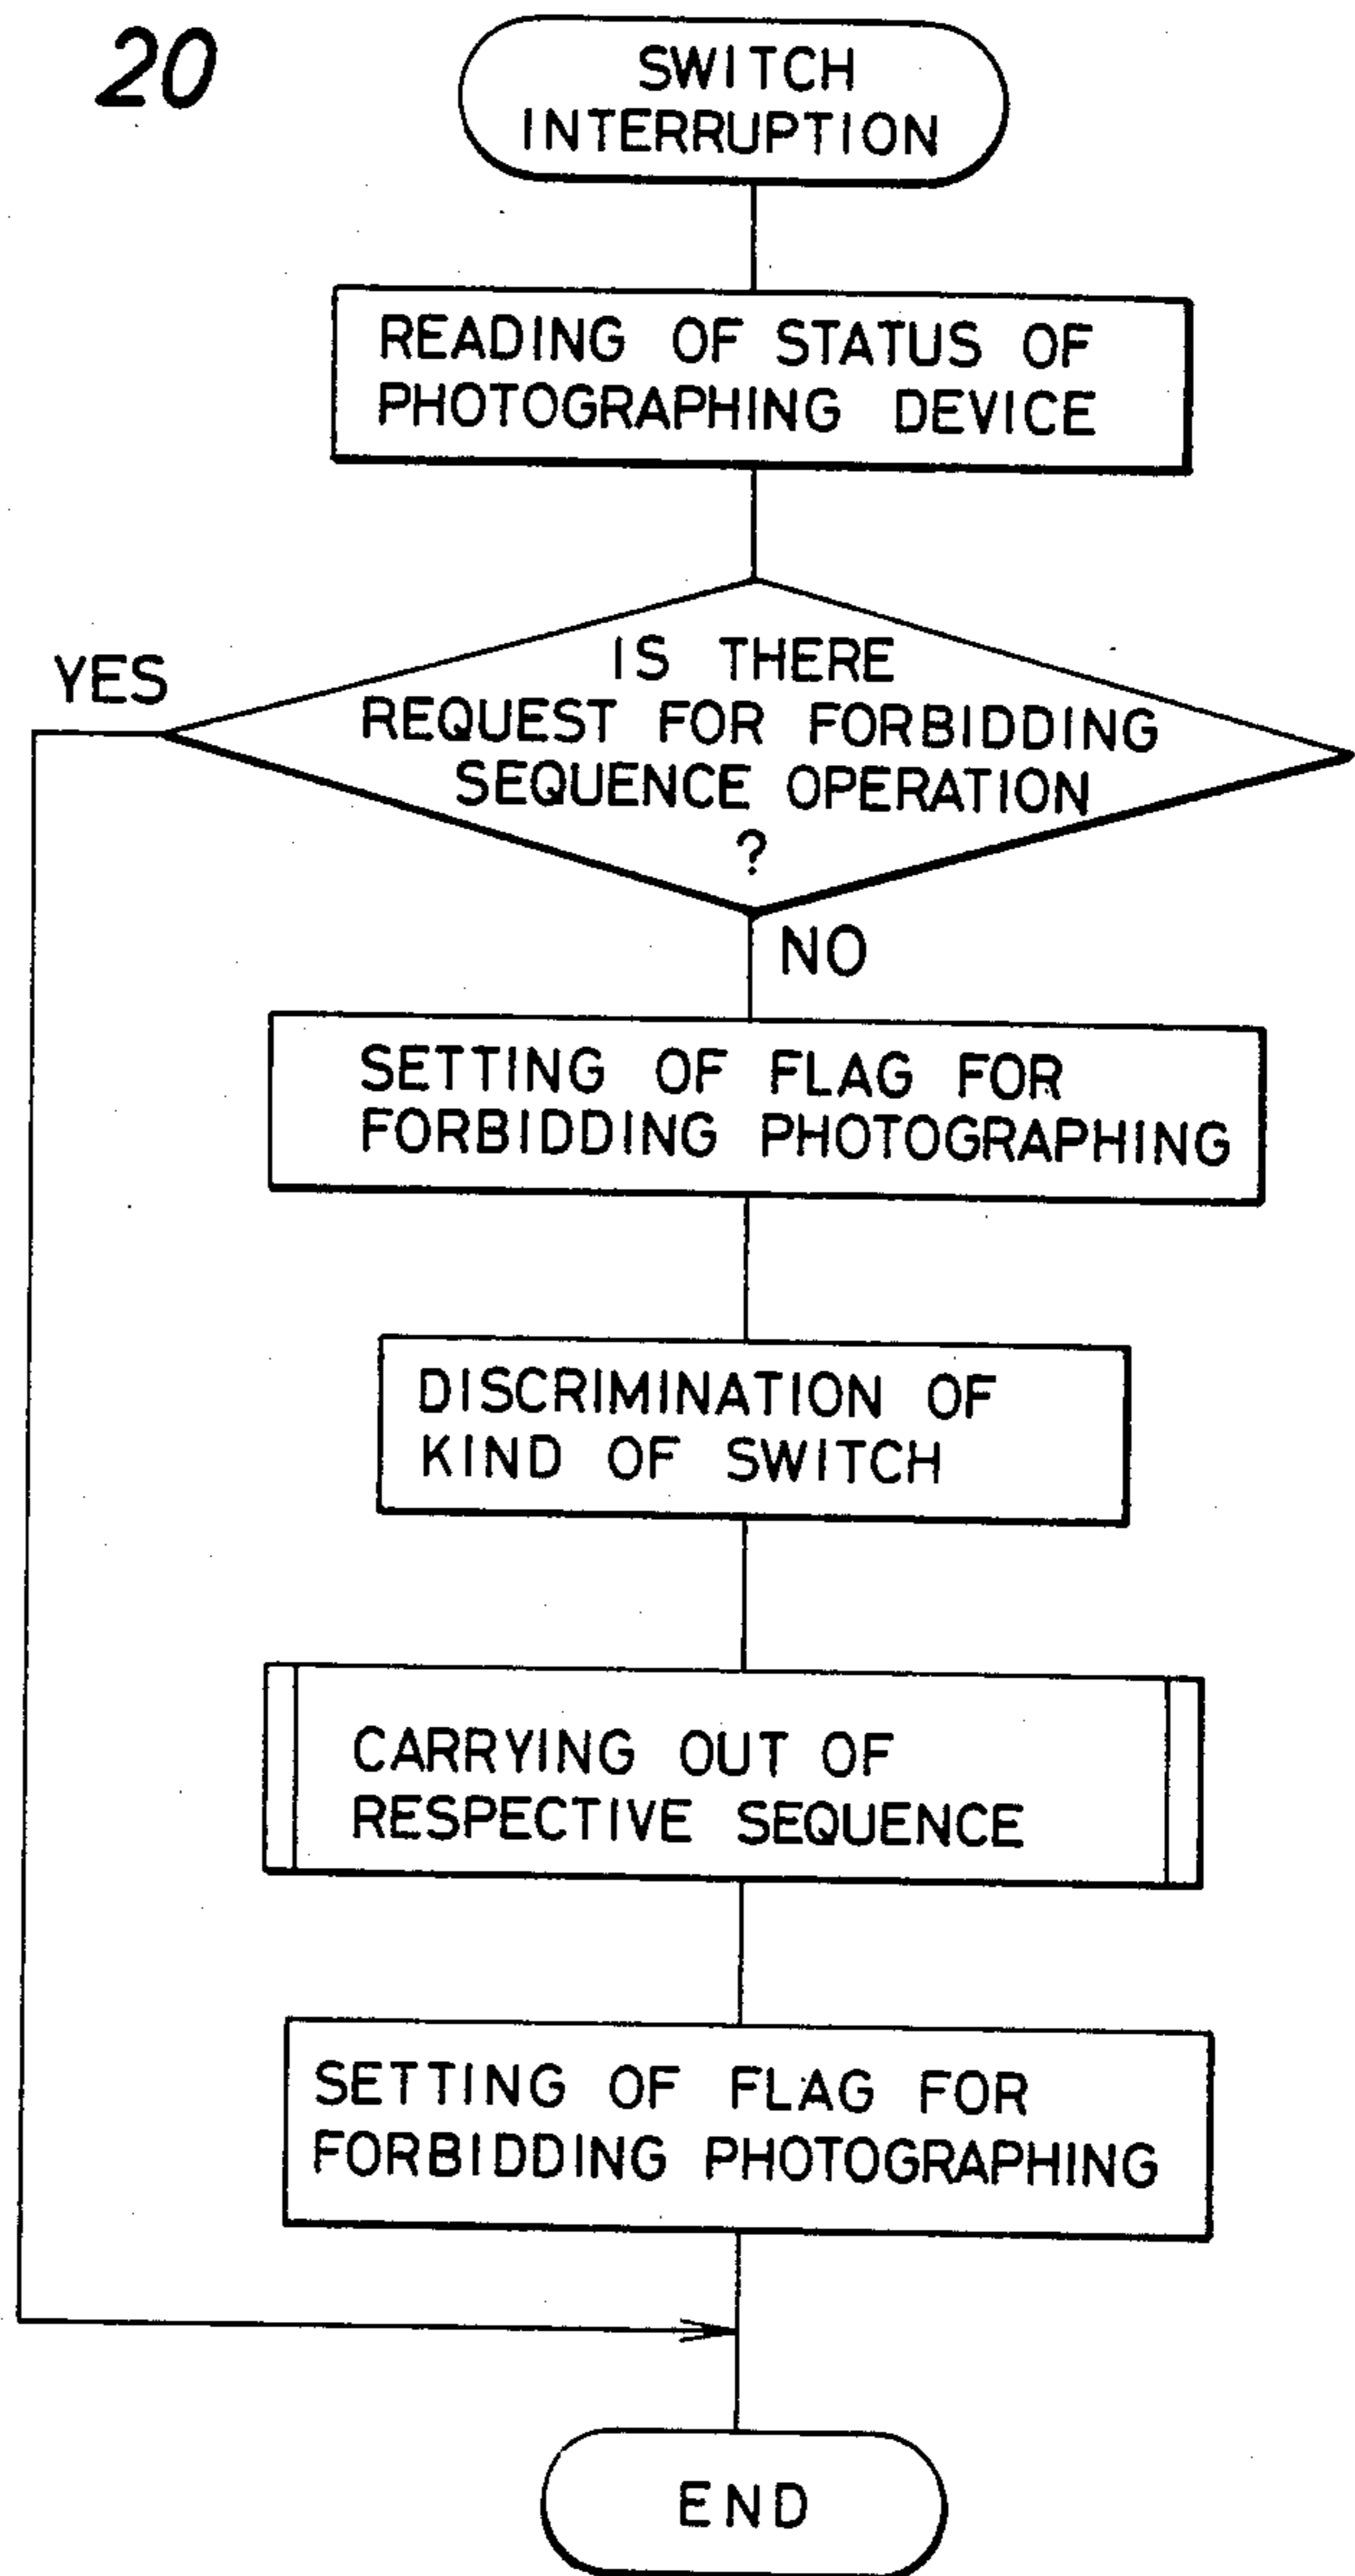 20
SWITCH
INTERRUPTION
READING OF STATUS OF
PHOTOGRAPHING DEVICE
IS THERE
REQUEST FOR FORBIDDING
SEQUENCE OPERATION
?
YES
NO
SETTING OF FLAG FOR
FORBIDDING PHOTOGRAPHING
DISCRIMINATION OF
KIND OF SWITCH
CARRYING OUT OF
RESPECTIVE SEQUENCE
SETTING OF FLAG FOR
FORBIDDING PHOTOGRAPHING
END